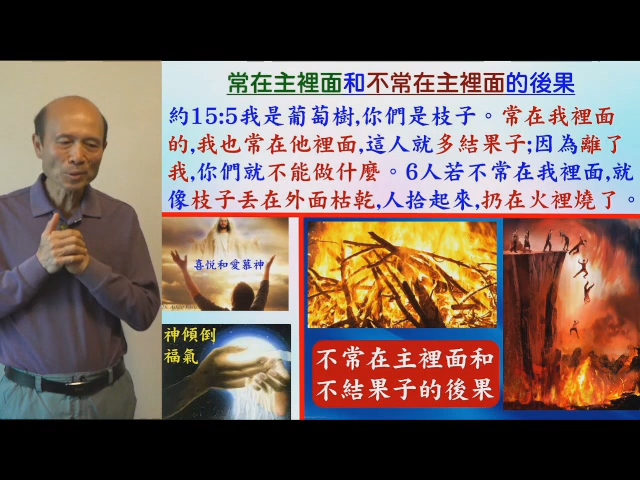 常在主裡面和不常在主裡面的後果
約15:5我是葡萄樹,你們是枝子。常在我裡面
的,我也常在他裡面,這人就多結果子;因為離了
我,你們就不能做什麼。6人若不常在我裡面,就
像枝子丟在外面枯乾,人拾起來,扔在火裡燒了。
喜悅和愛慕神
神傾倒
福氣
不常在主裡面和
不結果子的後果